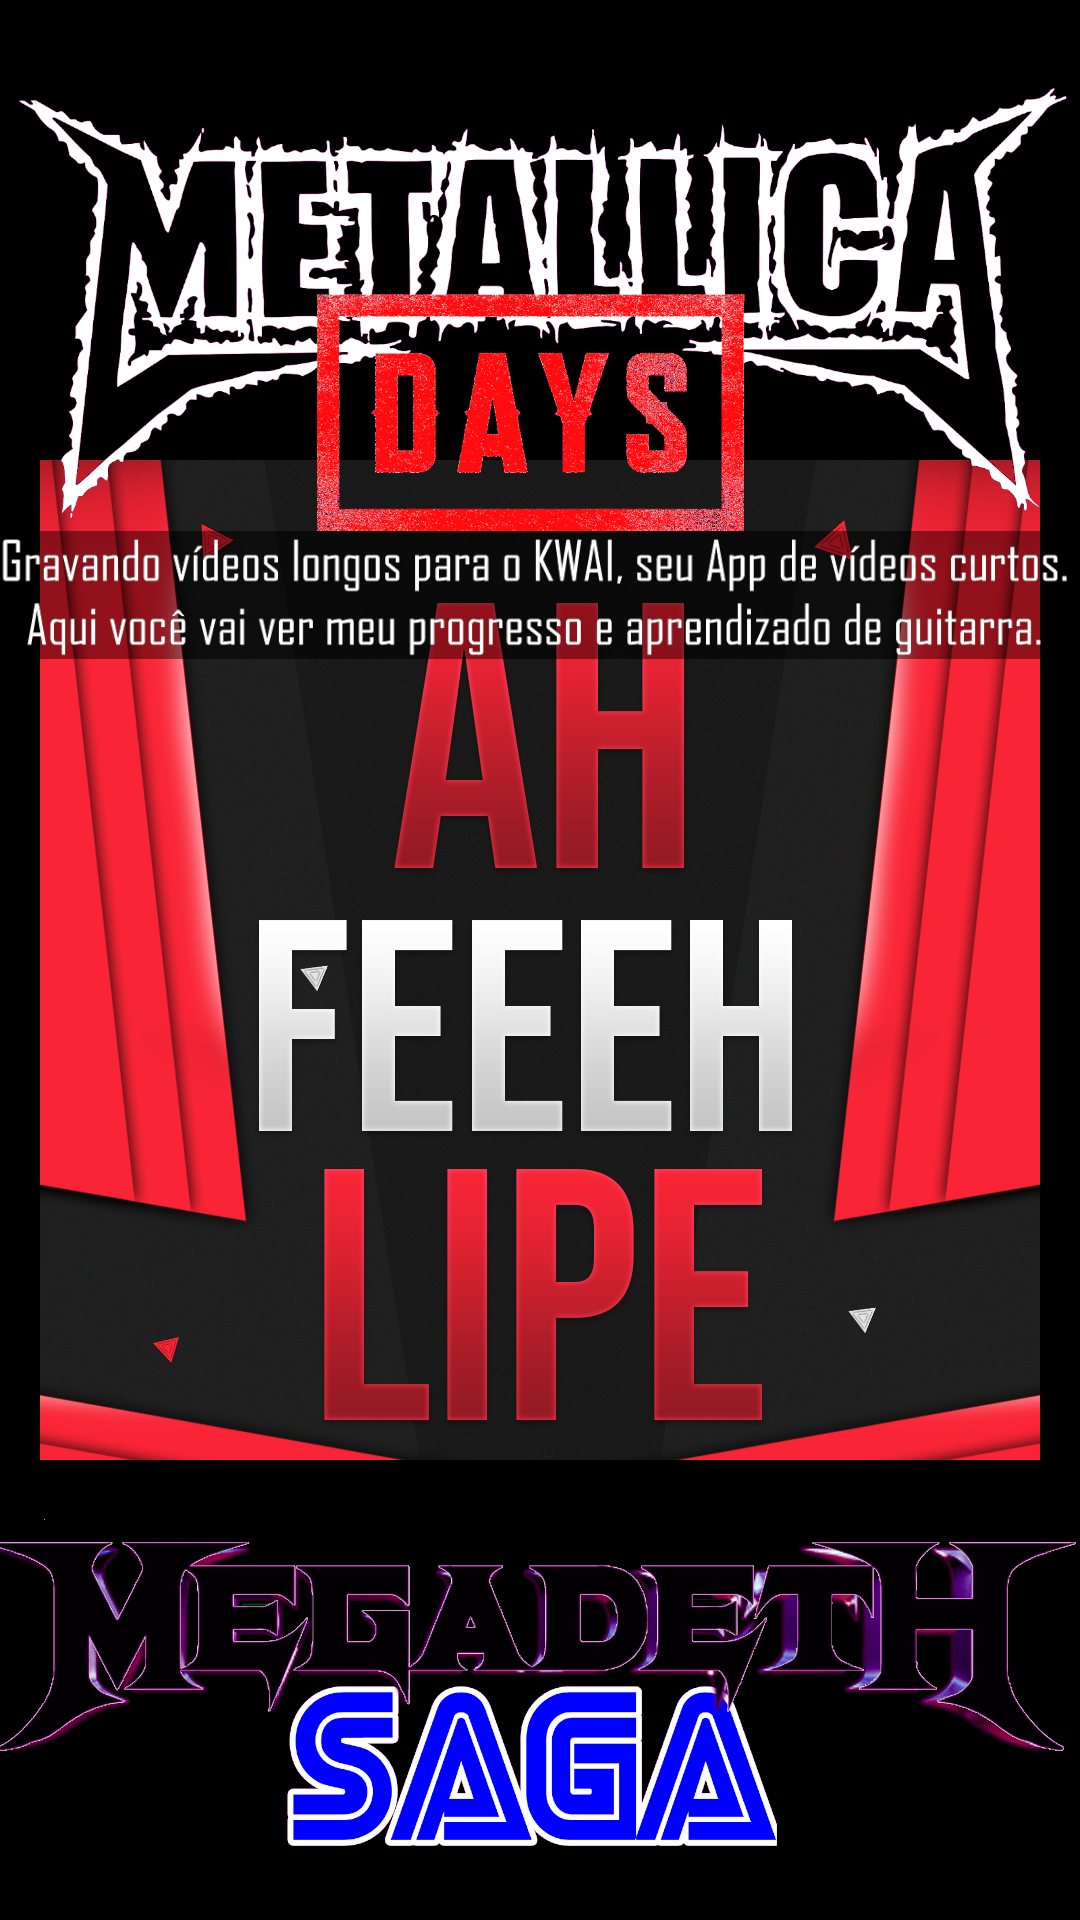 METALLICA
DAYS
Gravando vídeos longos para o KWAI, seu App de vídeos curtos.
Aqui você vai ver meu progresso e aprendizado de guitarra.
AH
FEEEH
LIPE
MEGADETH
SAGA